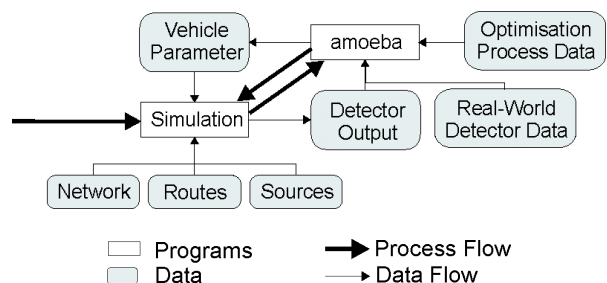 Vehicle
Parameter
amoeba
Optimisation
Process Data
Simulation
Detector
Output
Real-World
Detector Data
Network
Routes
Sources
Programs
Process Flow
Data
Data Flow